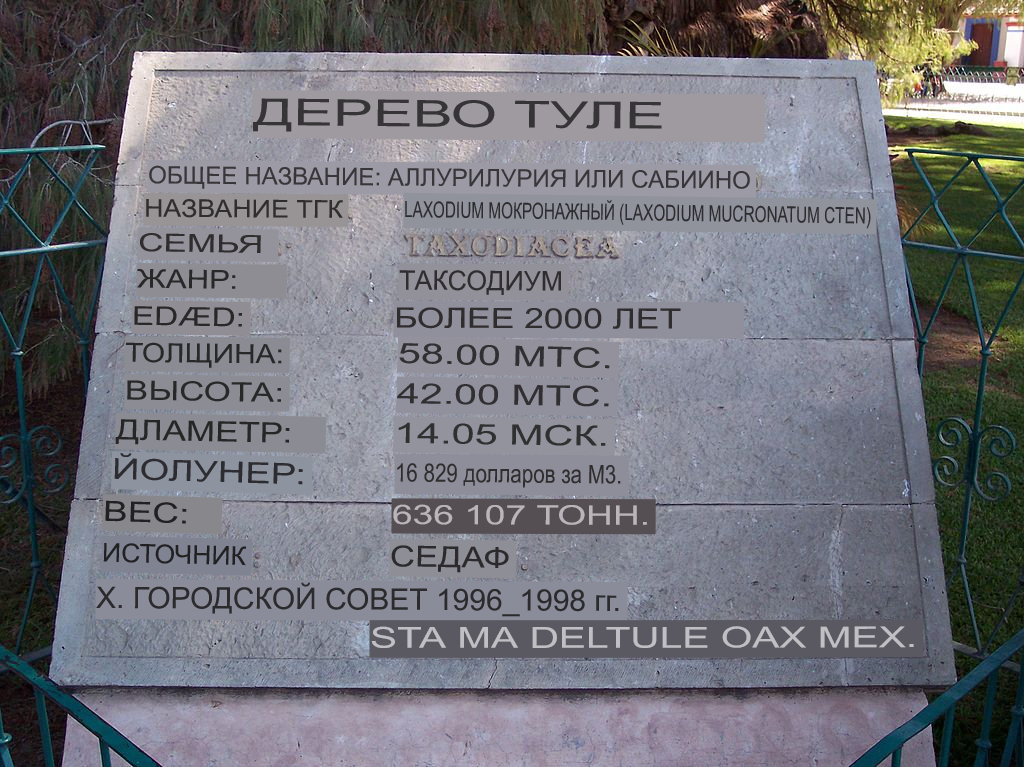 ДЕРЕВО ТУЛЕ
ОБЩЕЕ НАЗВАНИЕ: АЛЛУРИЛУРИЯ ИЛИ САБИИНО
НАЗВАНИЕ ТГК LAXODIUM МОКРОНАЖНЫЙ (LAXODIUM MUCRONATUM CTEN)
СЕМЬЯ : TAXODIACEA
ЖАНР: ТАКСОДИУМ
EDÆD: БОЛЕЕ 2000 ЛЕТ
ТОЛЩИНА: 58.00 МТС.
ВЫСОТА: 42.00 МТС.
ДЛАМЕТР: 14.05 МСК.
ЙОЛУНЕР: 16 829 долларов за М3.
ВЕС: 636 107 ТОНН.
ИСТОЧНИК : СЕДАФ :
Х. ГОРОДСКОЙ СОВЕТ 1996_1998 гг.
STA MA DELTULE OAX MEX.